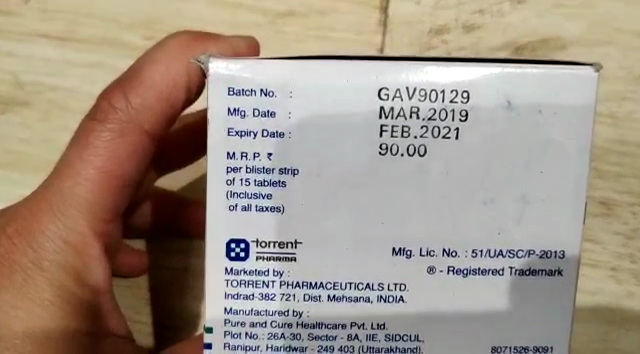 Batch No. : GAV90129
Mfg. Date : MAR.2019
Expiry Date : FEB.2021
M.R.P. ₹ 90.00
per blister strip
of 15 tablets
(Inclusive
of all taxes)
torrent
PHARMA
Mfg. Lic. No. : 51/UA/SC/P-2013
® - Registered Trademark
Marketed by :
TORRENT PHARMACEUTICALS LTD.
Indrad-382 721, Dist. Mehsana, INDIA.
Manufactured by :
Pure and Cure Healthcare Pvt. Ltd.
Plot No.: 26A-30, Sector - 8A, IIE, SIDCUL,
Ranipur, Haridwar - 249 403 (Uttarakhand).
8071526-9091